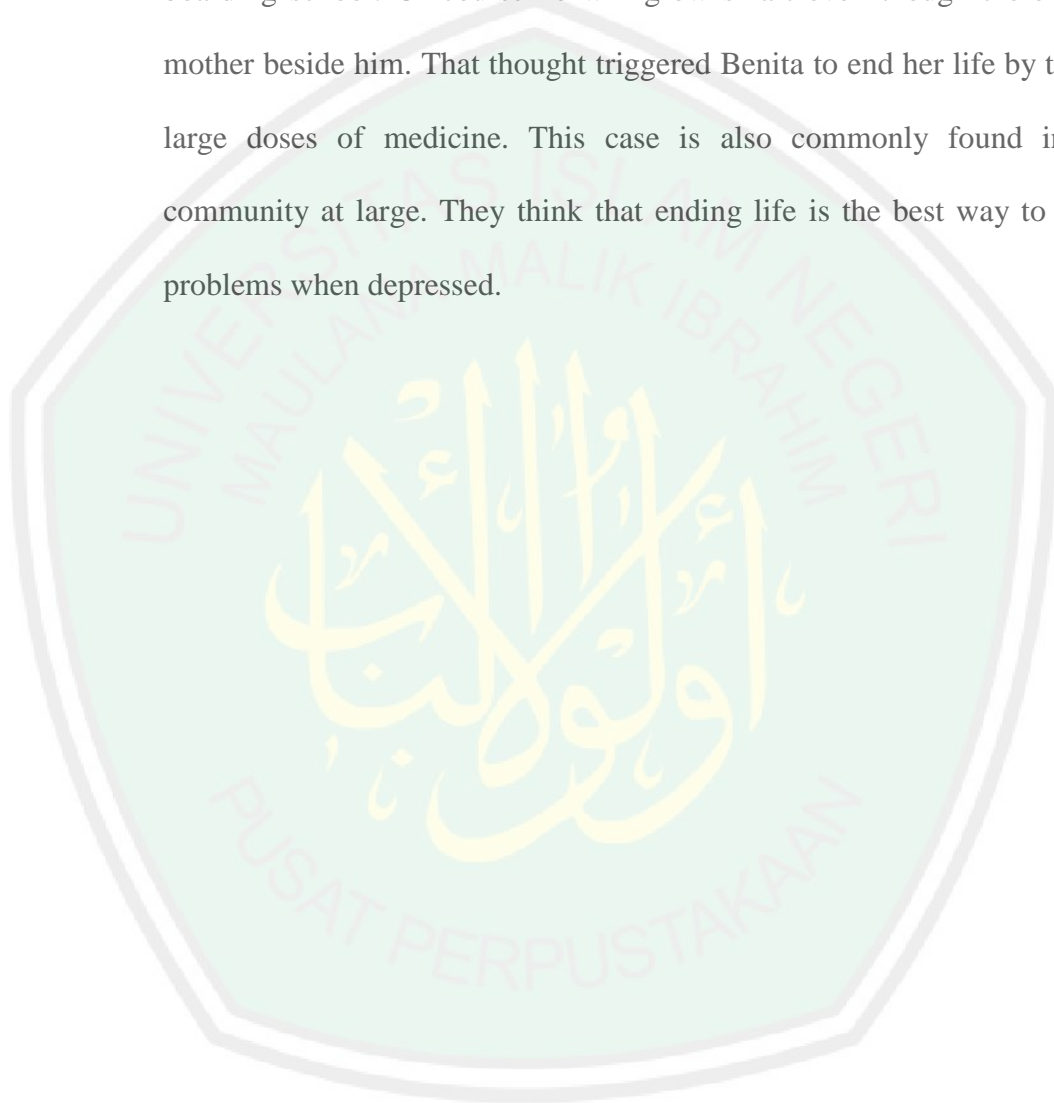 mother beside him. That thought triggered Benita to end her life by t
large doses of medicine. This case is also commonly found i
community at large. They think that ending life is the best way to
problems when depressed.
UNIVERSITAS ISLAM NEGERI
MAULANA MALIK IBRAHIM
أولوا الألباب
PUSAT PERPUSTAKAAN